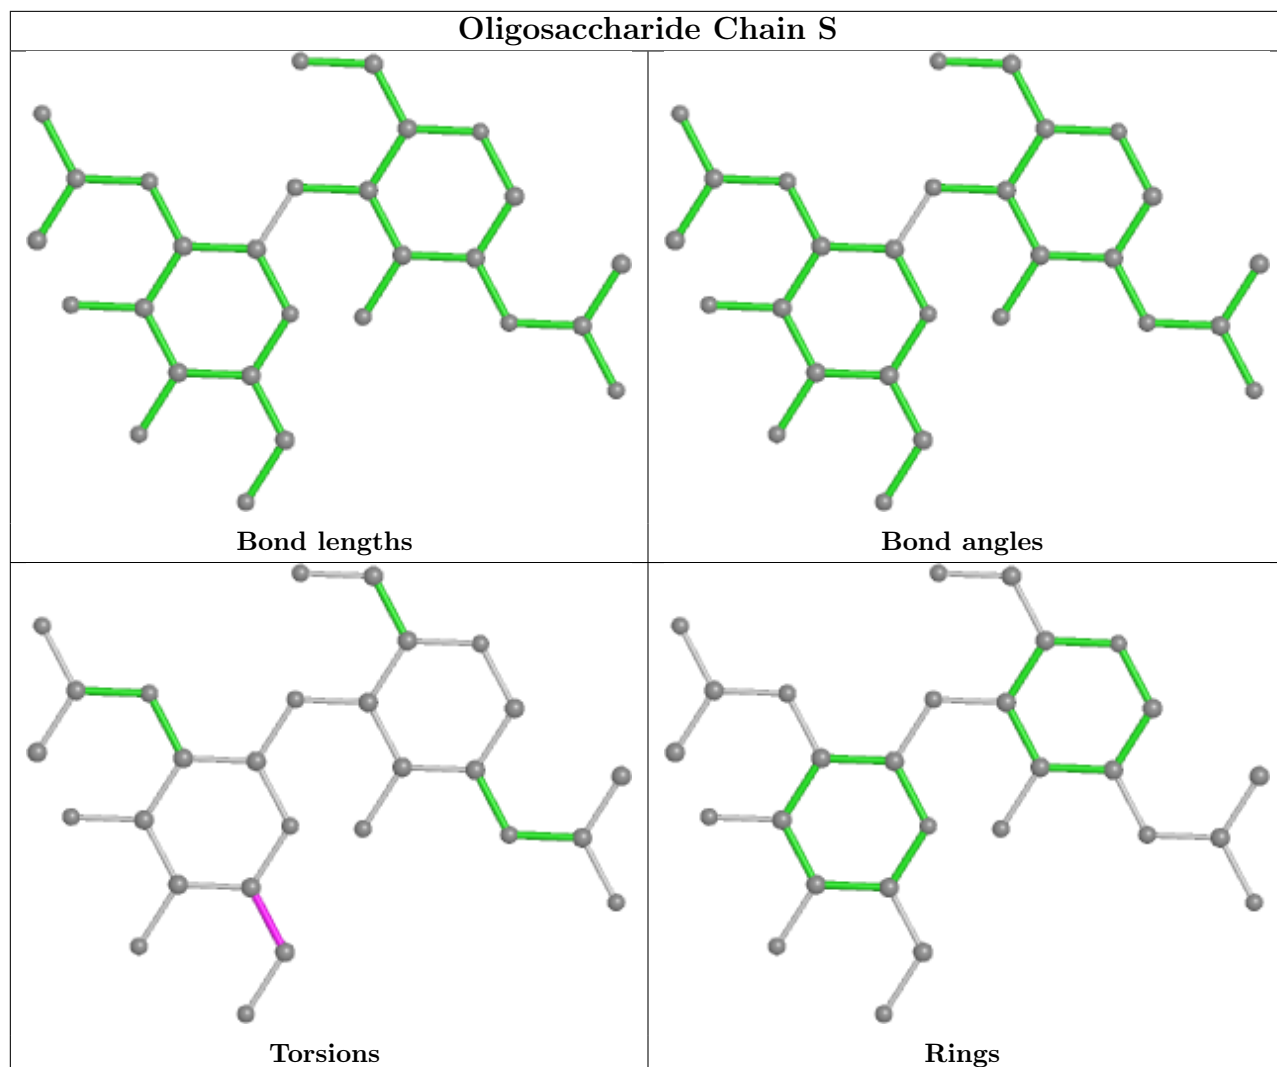 Oligosaccharide Chain S
Bond lengths
Bond angles
Torsions
Rings